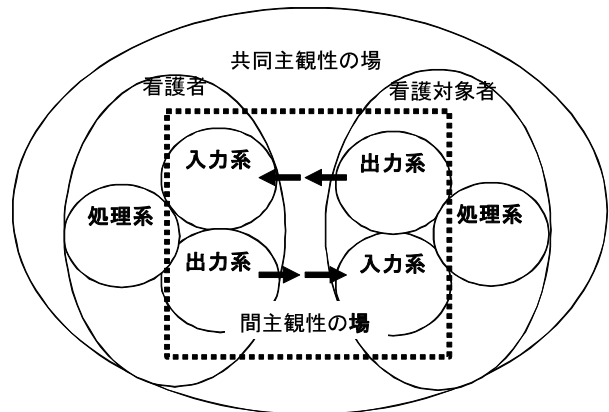 共同主観性の場
看護者
看護対象者
入力系
出力系
処理系
処理系
出力系
入力系
間主観性の場